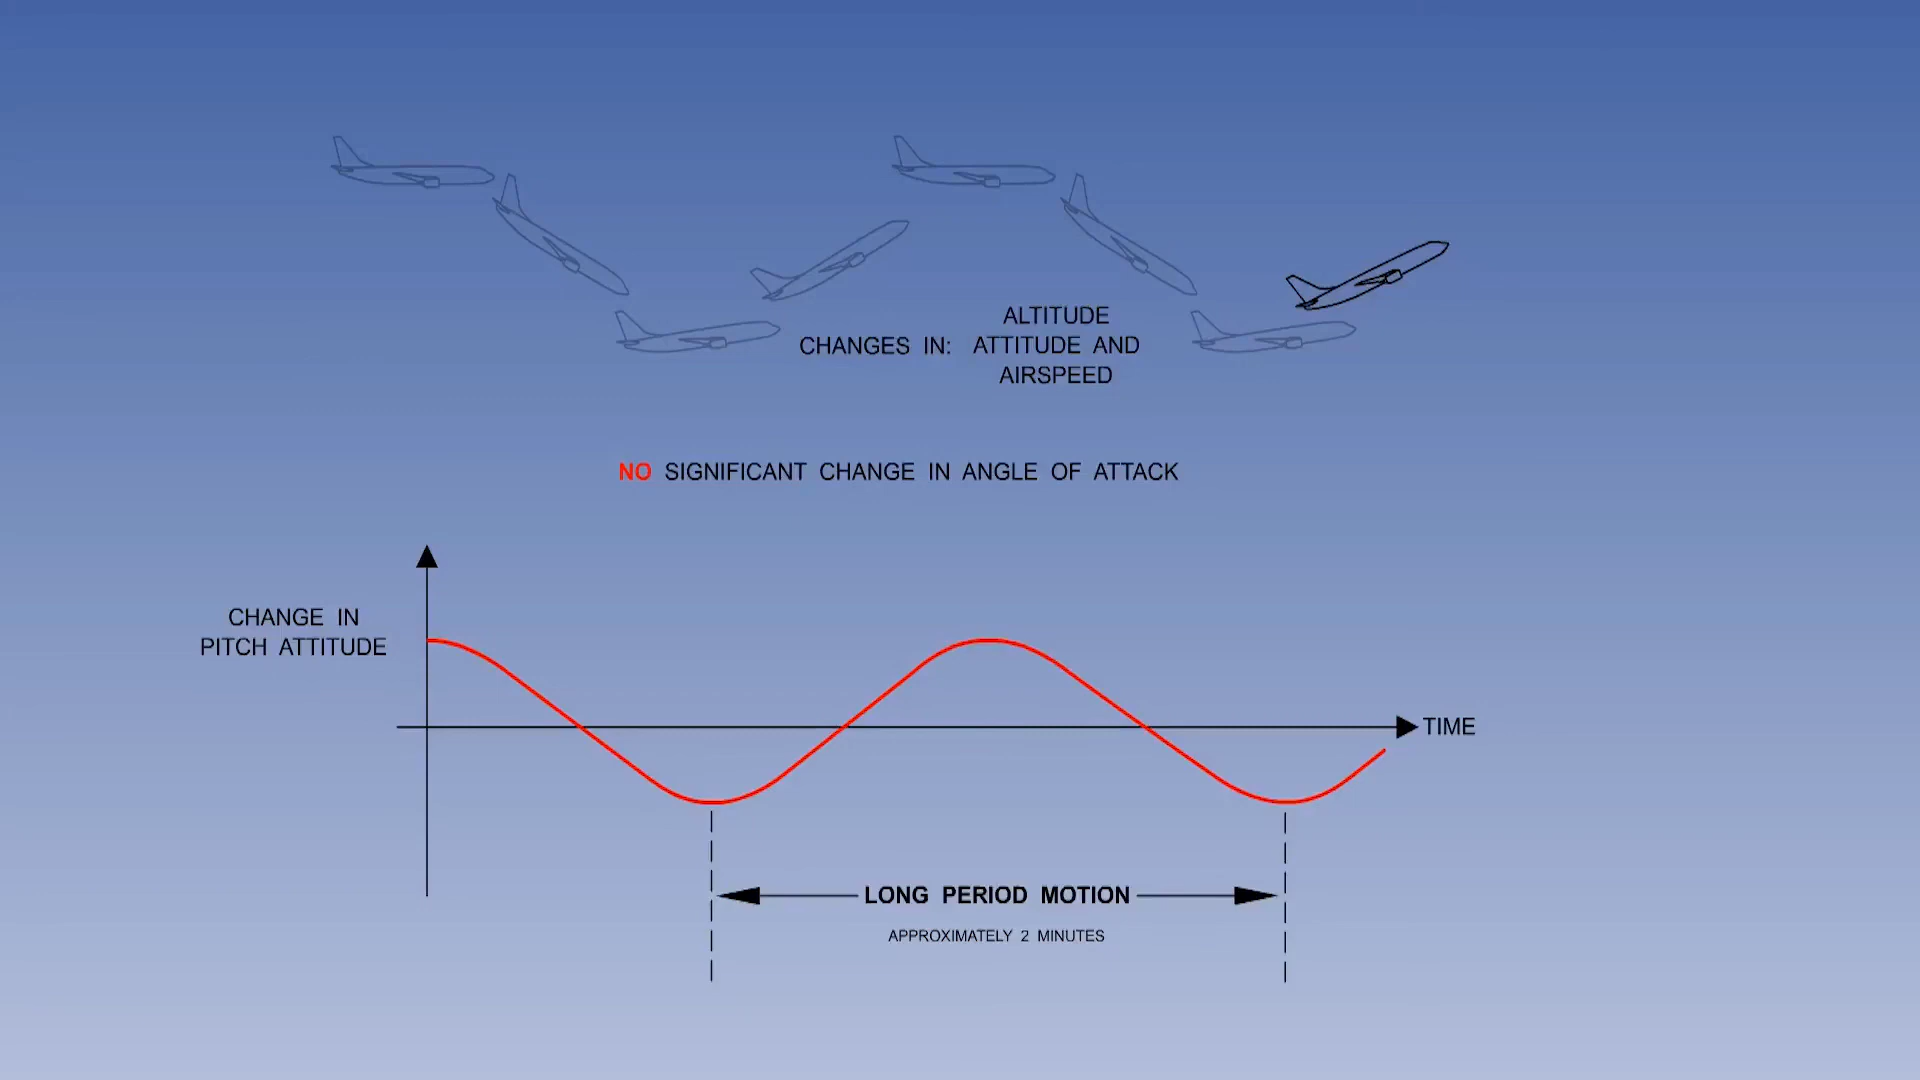 ALTITUDE
CHANGES IN: ATTITUDE AND
AIRSPEED
NO SIGNIFICANT CHANGE IN ANGLE OF ATTACK
CHANGE IN
PITCH ATTITUDE
TIME
LONG PERIOD MOTION
APPROXIMATELY 2 MINUTES